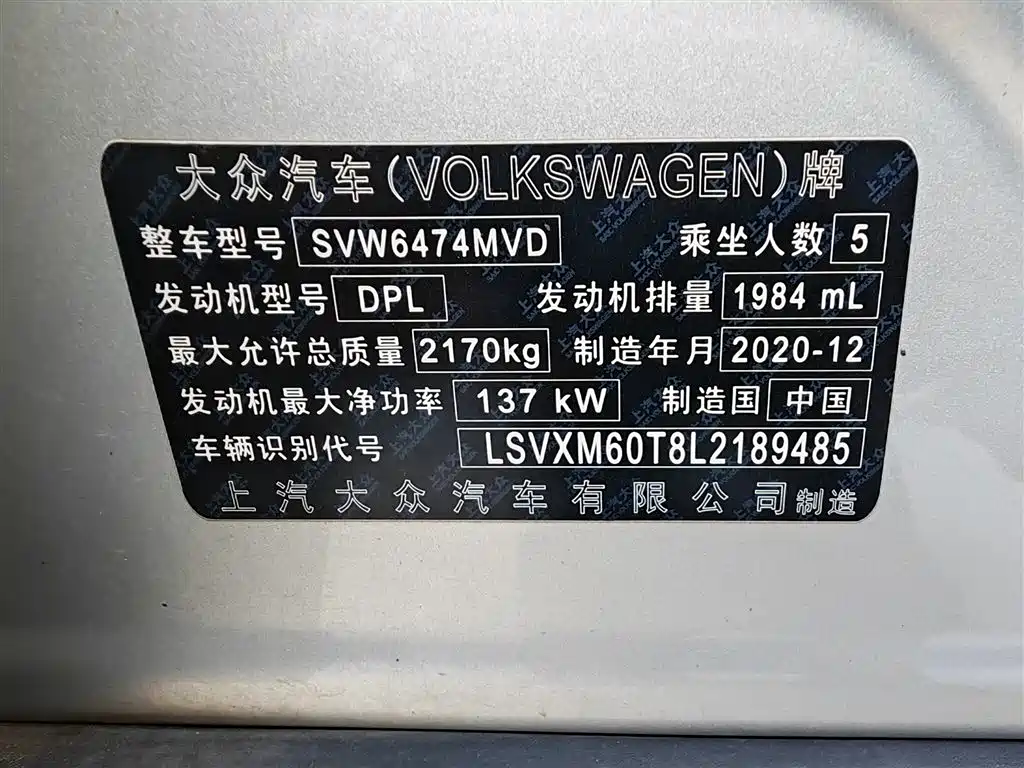 大众汽车(VOLKSWAGEN)牌
整车型号 SVW6474MVD 乘坐人数 5
发动机型号 DPL 发动机排量 1984 mL
最大允许总质量 2170kg 制造年月 2020-12
发动机最大净功率 137 kW 制造国 中国
车辆识别代号 LSVXM60T8L2189485
上汽大众汽车有限公司制造